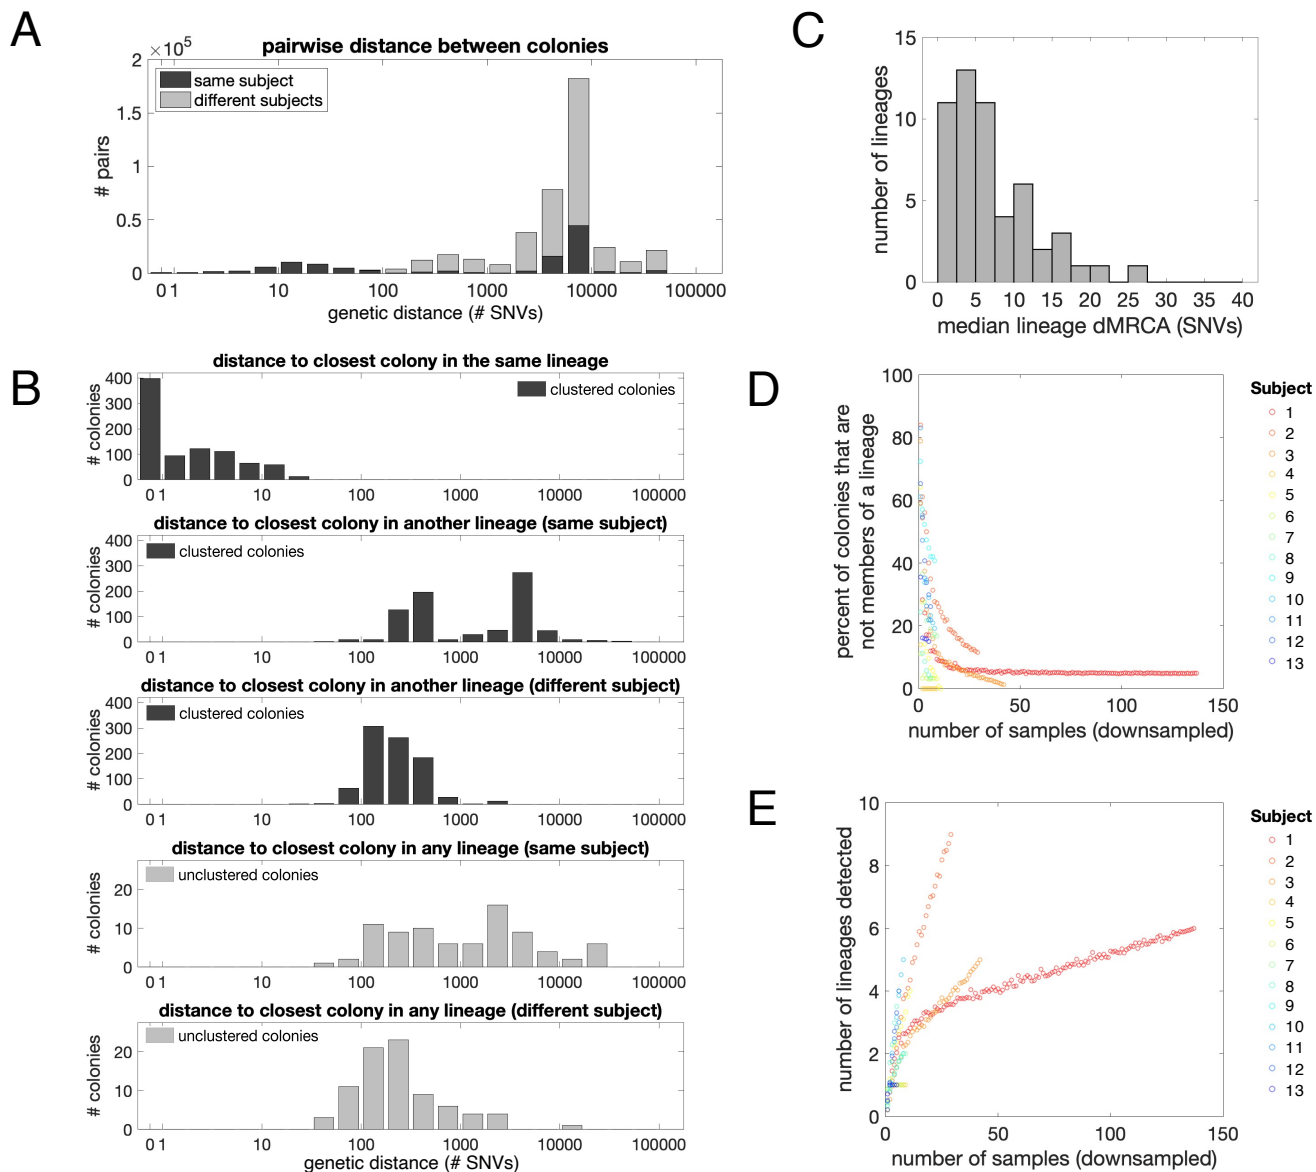 A
pairwise distance between colonies
×10⁵
2
1.5
1
0.5
0
# pairs
same subject
different subjects
0 1 10 100 1000 10000 100000
genetic distance (# SNVs)
B
distance to closest colony in the same lineage
# colonies
400
300
200
100
0
clustered colonies
0 1 10 100 1000 10000 100000
distance to closest colony in another lineage (same subject)
# colonies
400
300
200
100
0
clustered colonies
0 1 10 100 1000 10000 100000
distance to closest colony in another lineage (different subject)
# colonies
400
300
200
100
0
clustered colonies
0 1 10 100 1000 10000 100000
distance to closest colony in any lineage (same subject)
# colonies
20
10
0
unclustered colonies
0 1 10 100 1000 10000 100000
distance to closest colony in any lineage (different subject)
# colonies
20
10
0
unclustered colonies
0 1 10 100 1000 10000 100000
genetic distance (# SNVs)
C
number of lineages
15
10
5
0
0 5 10 15 20 25 30 35 40
median lineage dMRCA (SNVs)
D
percent of colonies that are
not members of a lineage
100
80
60
40
20
0
0 50 100 150
number of samples (downsampled)
Subject
1
2
3
4
5
6
7
8
9
10
11
12
13
E
number of lineages detected
10
8
6
4
2
0
0 50 100 150
number of samples (downsampled)
Subject
1
2
3
4
5
6
7
8
9
10
11
12
13